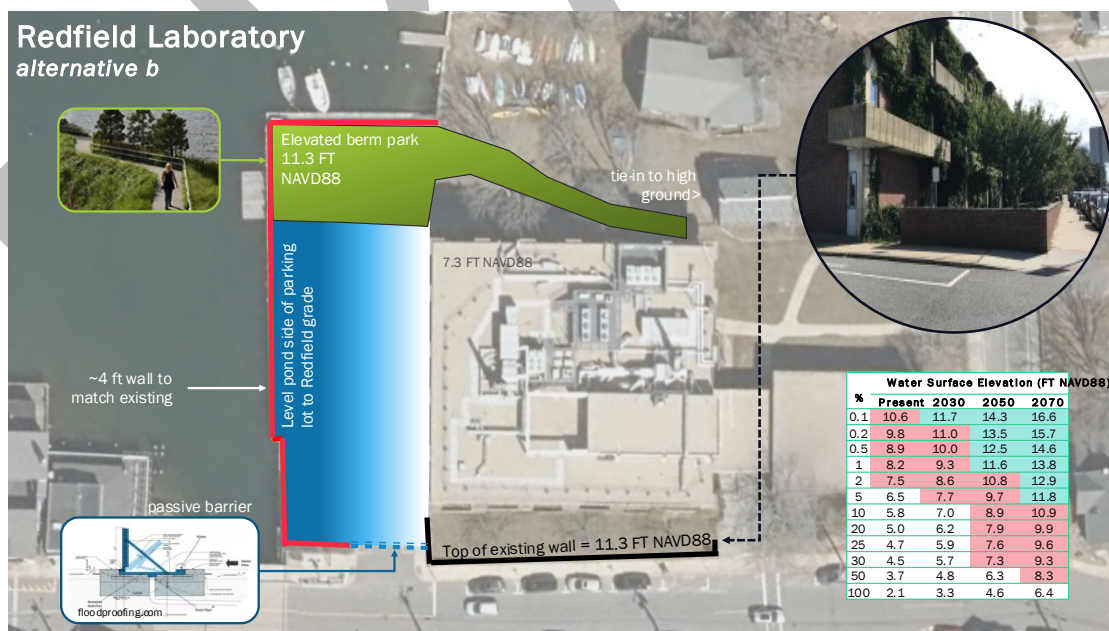 Redfield Laboratory
alternative b
Elevated berm park
11.3 FT
NAVD88
tie-in to high
ground>
7.3 FT NAVD88
Level pond side of parking
lot to Redfield grade
~4 ft wall to
match existing
passive barrier
floodproofing.com
Top of existing wall = 11.3 FT NAVD88
Water Surface Elevation (FT NAVD88)
% Present 2030 2050 2070
0.1 10.6 11.7 14.3 16.6
0.2 9.8 11.0 13.5 15.7
0.5 8.9 10.0 12.5 14.6
1 8.2 9.3 11.6 13.8
2 7.5 8.6 10.8 12.9
5 6.5 7.7 9.7 11.8
10 5.8 7.0 8.9 10.9
20 5.0 6.2 7.9 9.9
25 4.7 5.9 7.6 9.6
30 4.5 5.7 7.3 9.3
50 3.7 4.8 6.3 8.3
100 2.1 3.3 4.6 6.4